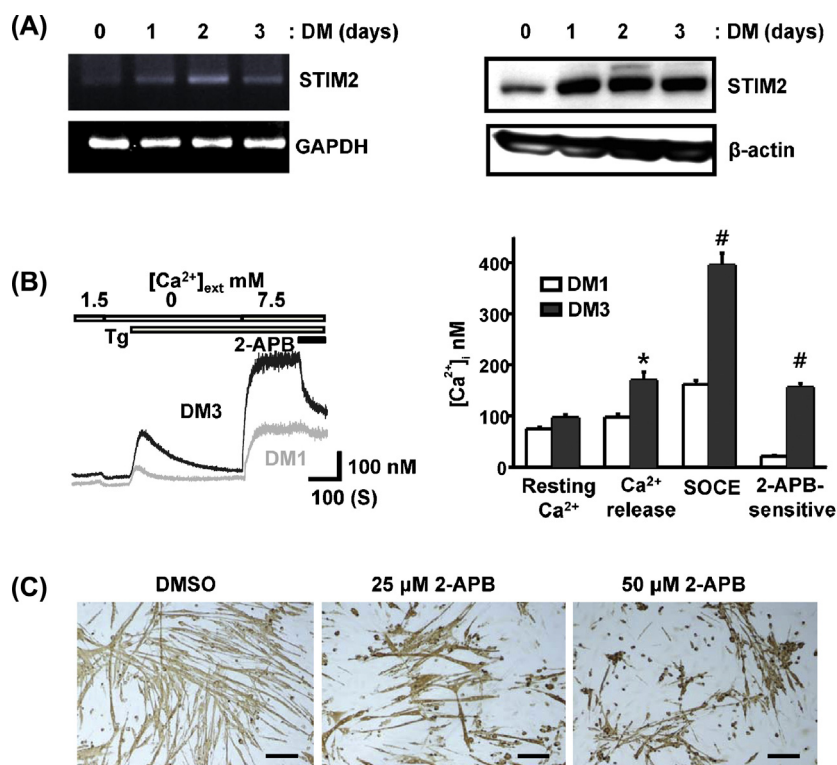 (A)
0 1 2 3 : DM (days)
STIM2
GAPDH
0 1 2 3 : DM (days)
STIM2
β-actin
(B)
[Ca²⁺]ext mM
1.5 0 7.5
Tg
2-APB
DM3
DM1
100 nM
100 (S)
[Ca²⁺]i nM
400
300
200
100
0
DM1
DM3
*
#
#
Resting Ca²⁺
Ca²⁺ release
SOCE
2-APB-sensitive
(C)
DMSO
25 µM 2-APB
50 µM 2-APB